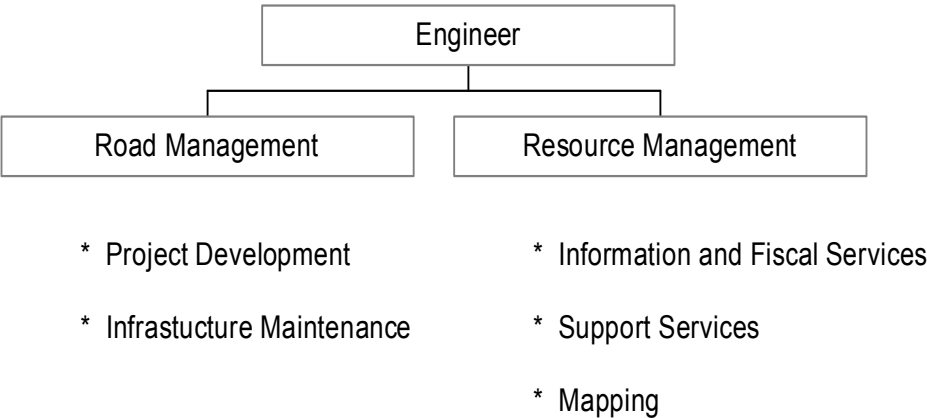 Engineer
Road Management
Resource Management
* Project Development
* Infrastucture Maintenance
* Information and Fiscal Services
* Support Services
* Mapping